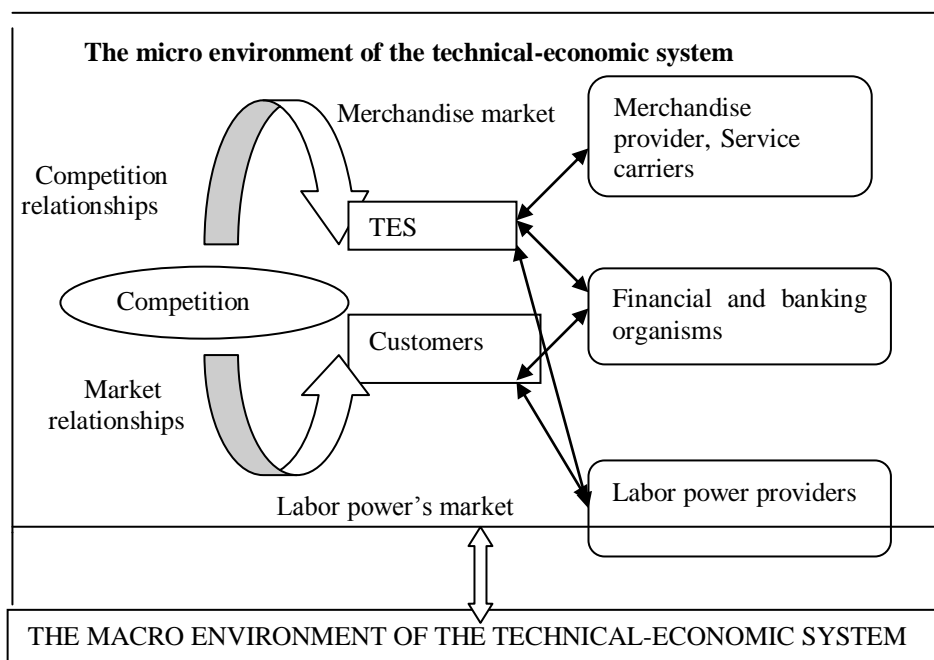 The micro environment of the technical-economic system
Merchandise market
Merchandise
provider, Service
carriers
Competition
relationships
TES
Competition
Financial and banking
organisms
Customers
Market
relationships
Labor power providers
Labor power’s market
THE MACRO ENVIRONMENT OF THE TECHNICAL-ECONOMIC SYSTEM